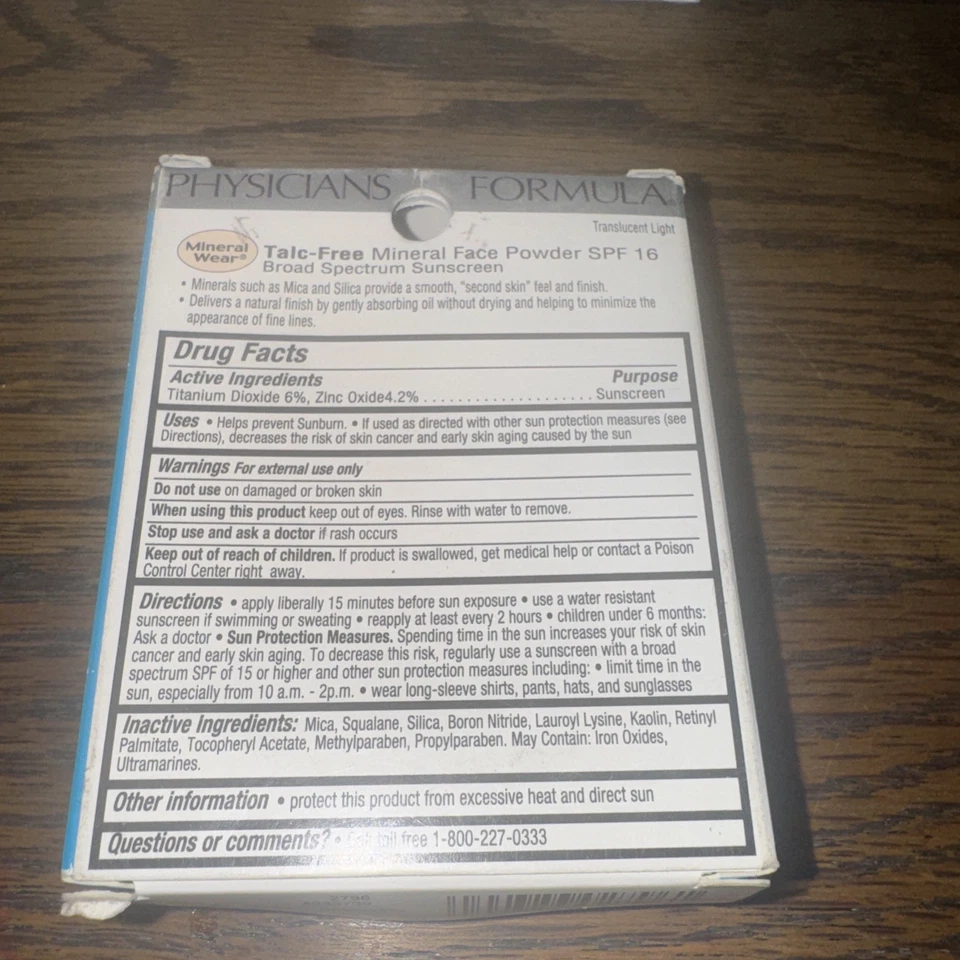 PHYSICIANS FORMULA®
Translucent Light
Mineral
Wear®
Talc-Free Mineral Face Powder SPF 16
Broad Spectrum Sunscreen
• Minerals such as Mica and Silica provide a smooth, "second skin" feel and finish.
• Delivers a natural finish by gently absorbing oil without drying and helping to minimize the
appearance of fine lines.
Drug Facts
Active Ingredients Purpose
Titanium Dioxide 6%, Zinc Oxide4.2% . . . . . . . . . . . . . . . . . . . . Sunscreen
Uses • Helps prevent Sunburn. • If used as directed with other sun protection measures (see
Directions), decreases the risk of skin cancer and early skin aging caused by the sun
Warnings For external use only
Do not use on damaged or broken skin
When using this product keep out of eyes. Rinse with water to remove.
Stop use and ask a doctor if rash occurs
Keep out of reach of children. If product is swallowed, get medical help or contact a Poison
Control Center right away.
Directions • apply liberally 15 minutes before sun exposure • use a water resistant
sunscreen if swimming or sweating • reapply at least every 2 hours • children under 6 months:
Ask a doctor • Sun Protection Measures. Spending time in the sun increases your risk of skin
cancer and early skin aging. To decrease this risk, regularly use a sunscreen with a broad
spectrum SPF of 15 or higher and other sun protection measures including: • limit time in the
sun, especially from 10 a.m. - 2p.m. • wear long-sleeve shirts, pants, hats, and sunglasses
Inactive Ingredients: Mica, Squalane, Silica, Boron Nitride, Lauroyl Lysine, Kaolin, Retinyl
Palmitate, Tocopheryl Acetate, Methylparaben, Propylparaben. May Contain: Iron Oxides,
Ultramarines.
Other information • protect this product from excessive heat and direct sun
Questions or comments? • Call toll free 1-800-227-0333